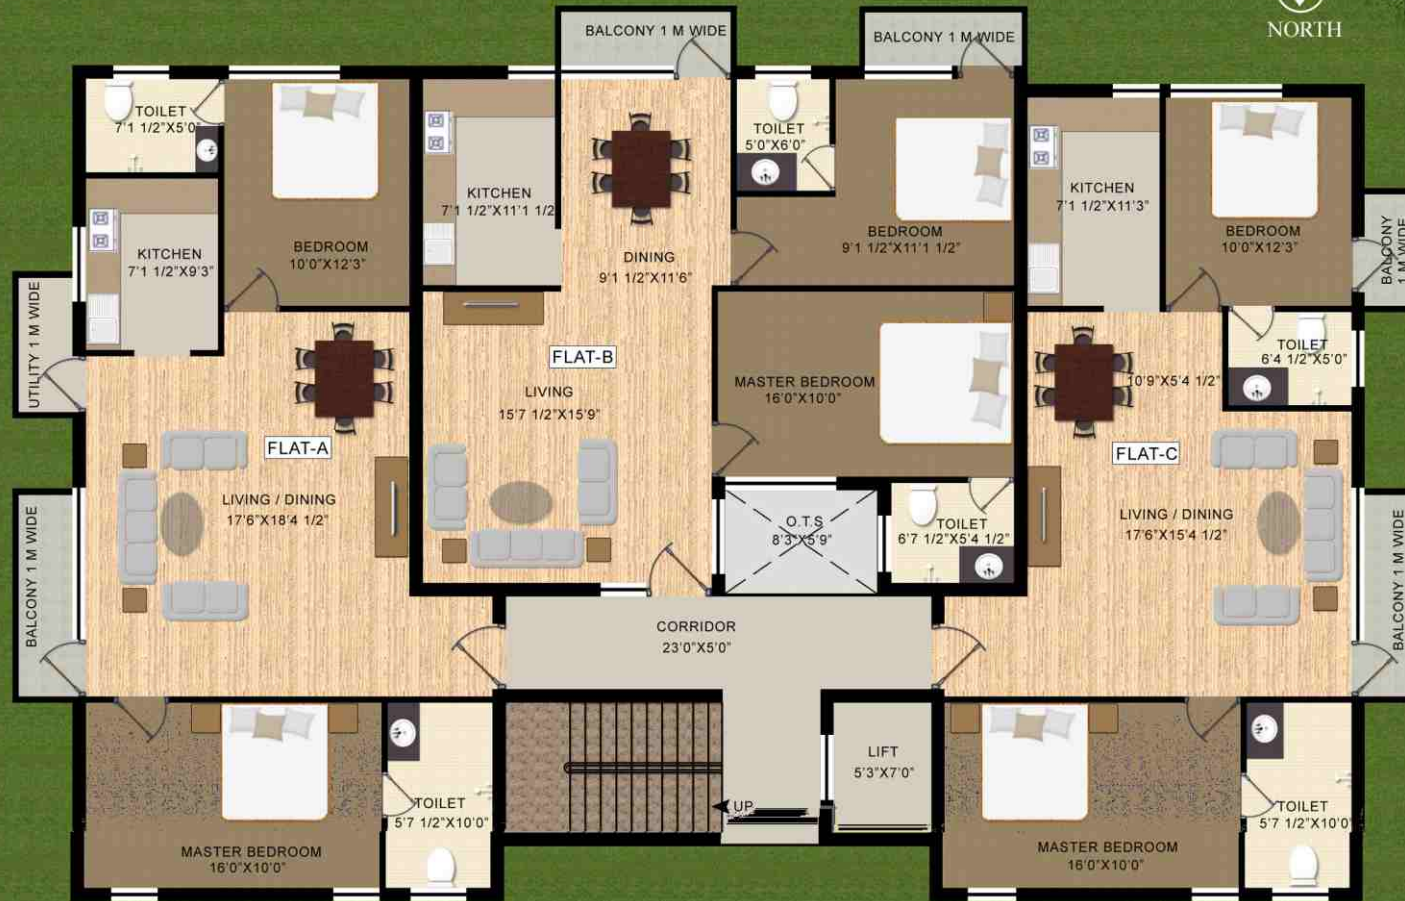 NORTH
BALCONY 1 M WIDE
BALCONY 1 M WIDE
TOILET
7'1 1/2"X5'0"
BEDROOM
10'0"X12'3"
KITCHEN
7'1 1/2"X9'3"
UTILITY 1 M WIDE
FLAT-A
LIVING / DINING
17'6"X18'4 1/2"
BALCONY 1 M WIDE
MASTER BEDROOM
16'0"X10'0"
TOILET
5'7 1/2"X10'0"
KITCHEN
7'1 1/2"X11'1 1/2
DINING
9'1 1/2"X11'6"
TOILET
5'0"X6'0"
BEDROOM
9'1 1/2"X11'1 1/2"
FLAT-B
LIVING
15'7 1/2"X15'9"
MASTER BEDROOM
16'0"X10'0"
O.T.S
8'3"X5'9"
TOILET
6'7 1/2"X5'4 1/2"
CORRIDOR
23'0"X5'0"
UP
LIFT
5'3"X7'0"
KITCHEN
7'1 1/2"X11'3"
BEDROOM
10'0"X12'3"
BALCONY
1 M WIDE
TOILET
6'4 1/2"X5'0"
10'9"X5'4 1/2"
FLAT-C
LIVING / DINING
17'6"X15'4 1/2"
BALCONY 1 M WIDE
MASTER BEDROOM
16'0"X10'0"
TOILET
5'7 1/2"X10'0"